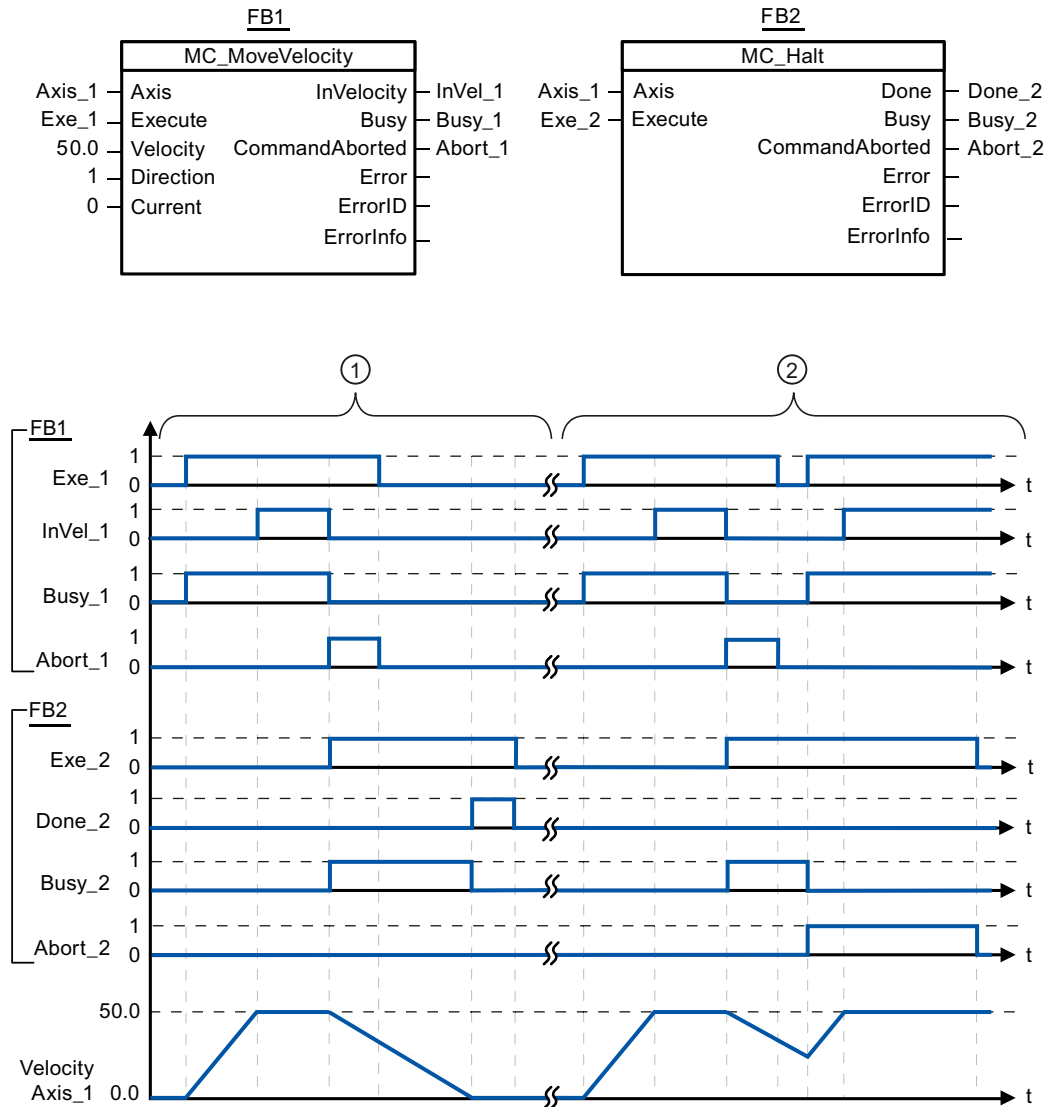 FB1 FB2
MC_MoveVelocity MC_Halt
Axis_1 Axis InVelocity InVel_1 Axis_1 Axis Done Done_2
Exe_1 Execute Busy Busy_1 Exe_2 Execute Busy Busy_2
50.0 Velocity CommandAborted Abort_1 CommandAborted Abort_2
1 Direction Error Error
0 Current ErrorID ErrorID
ErrorInfo ErrorInfo
1 2
FB1
1
Exe_1 0 t
1
InVel_1 0 t
1
Busy_1 0 t
1
Abort_1 0 t
FB2
1
Exe_2 0 t
1
Done_2 0 t
1
Busy_2 0 t
1
Abort_2 0 t
50.0
Velocity
Axis_1 0.0 t